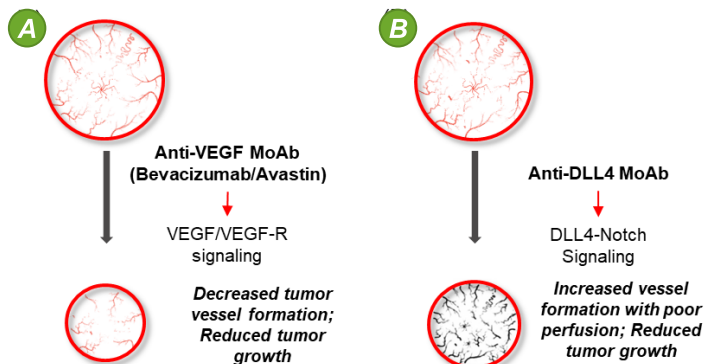 A
Anti-VEGF MoAb
(Bevacizumab/Avastin)
VEGF/VEGF-R
signaling
Decreased tumor
vessel formation;
Reduced tumor
growth
B
Anti-DLL4 MoAb
DLL4-Notch
Signaling
Increased vessel
formation with poor
perfusion; Reduced
tumor growth